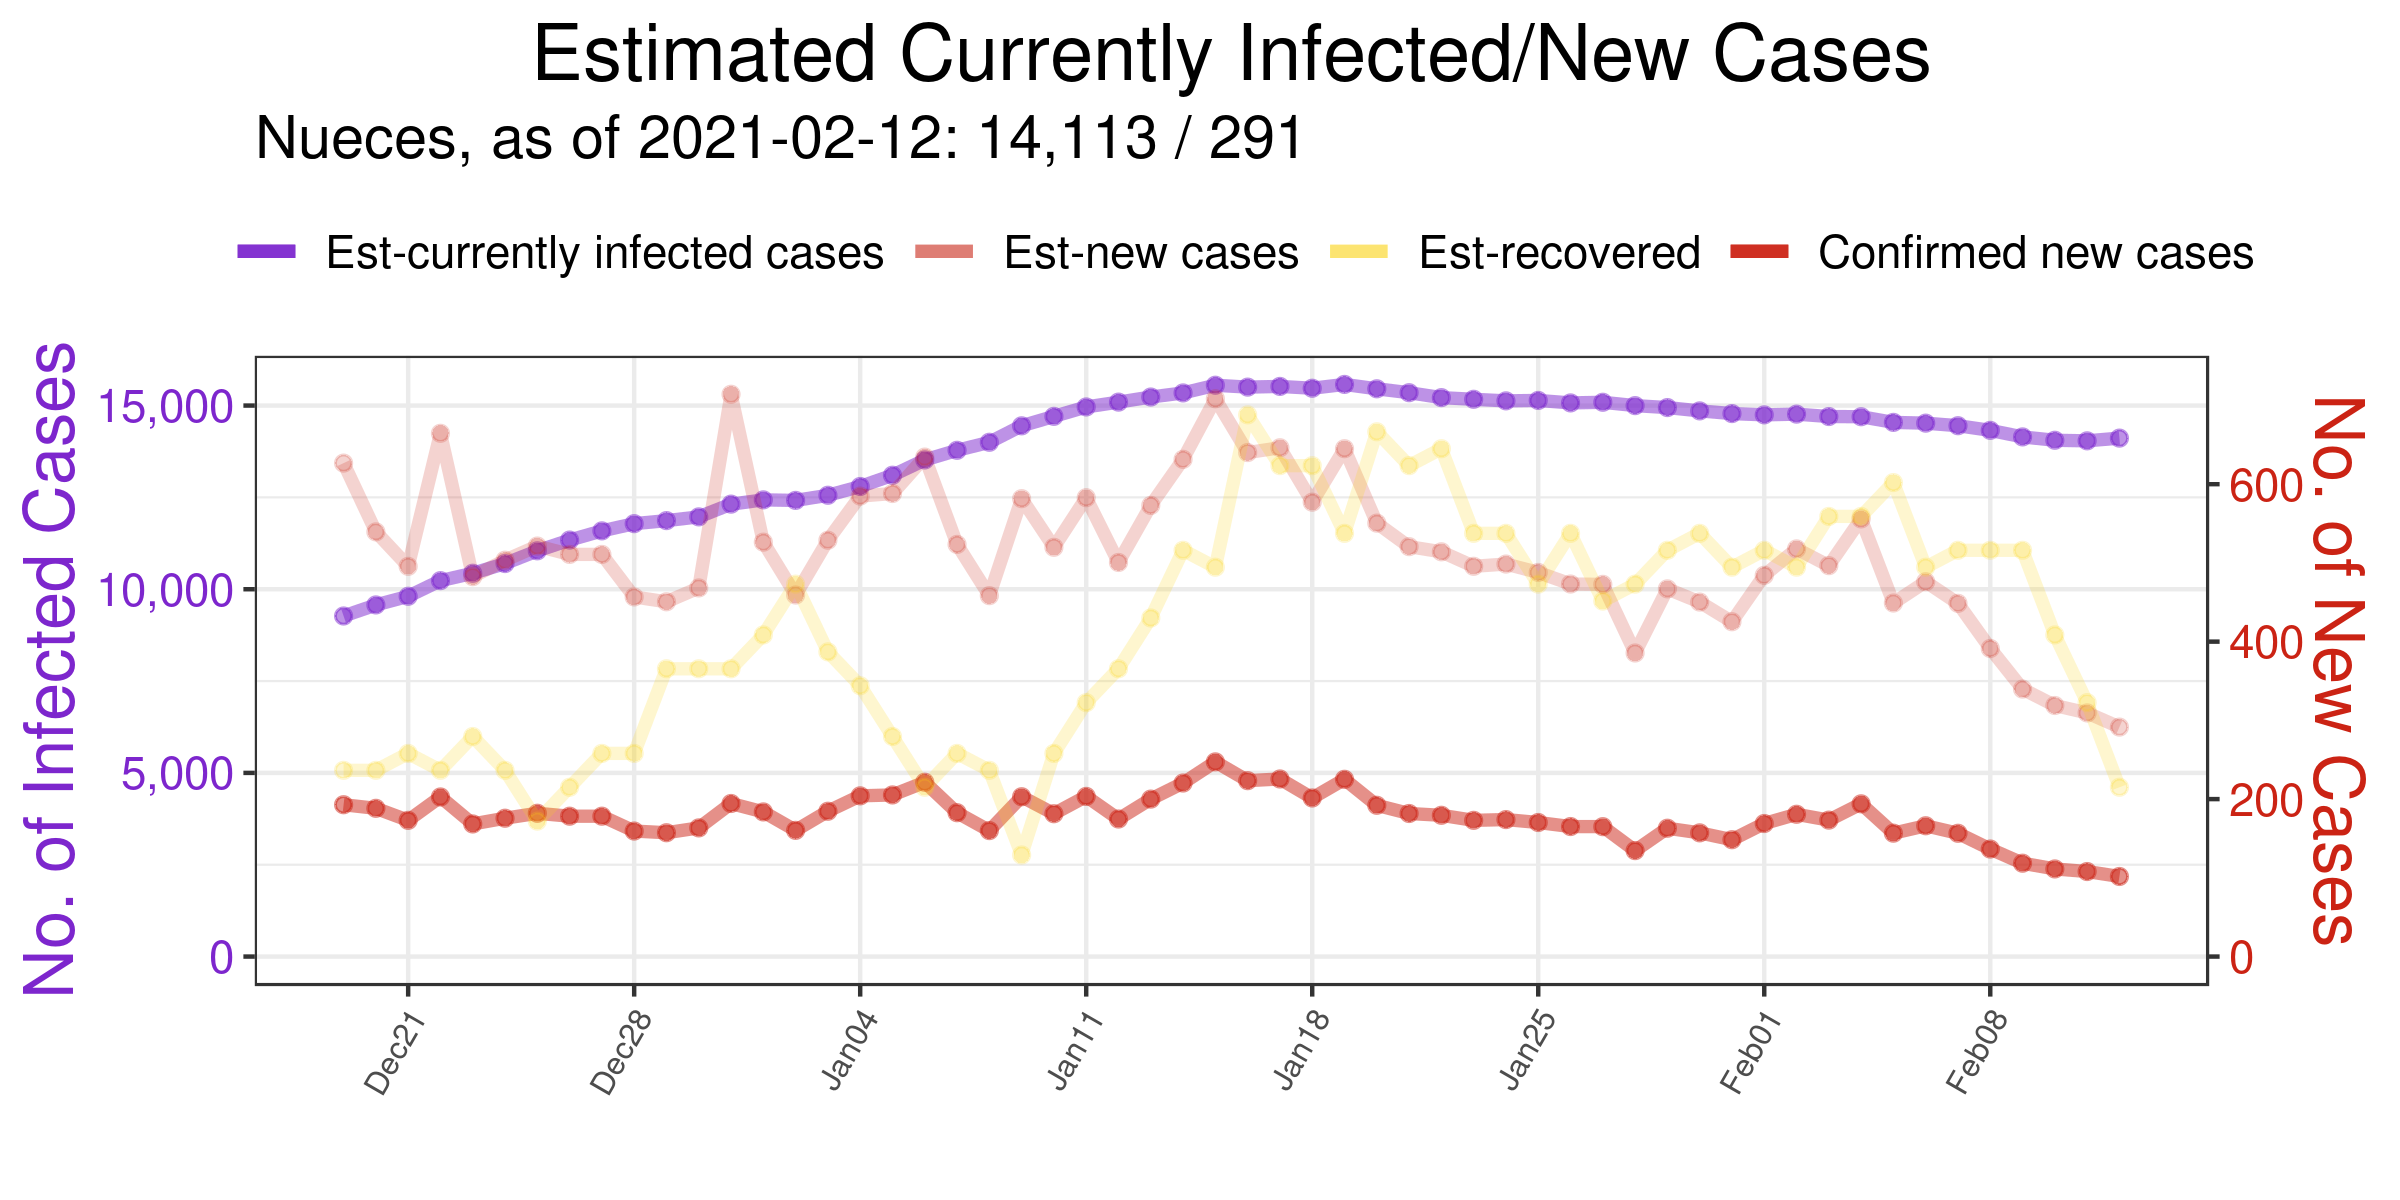 Estimated Currently Infected/New Cases
Nueces, as of 2021-02-12: 14,113 / 291
Est-currently infected cases Est-new cases Est-recovered Confirmed new cases
No. of Infected Cases
15,000
10,000
5,000
0
600
400
200
0
No. of New Cases
Dec21 Dec28 Jan04 Jan11 Jan18 Jan25 Feb01 Feb08